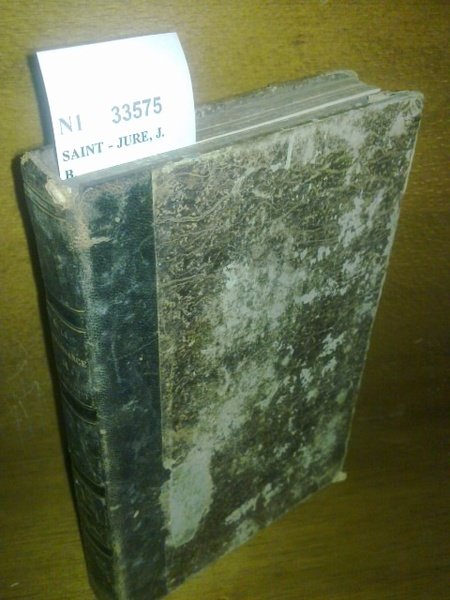 N1 33575
SAINT - JURE, J.
B.